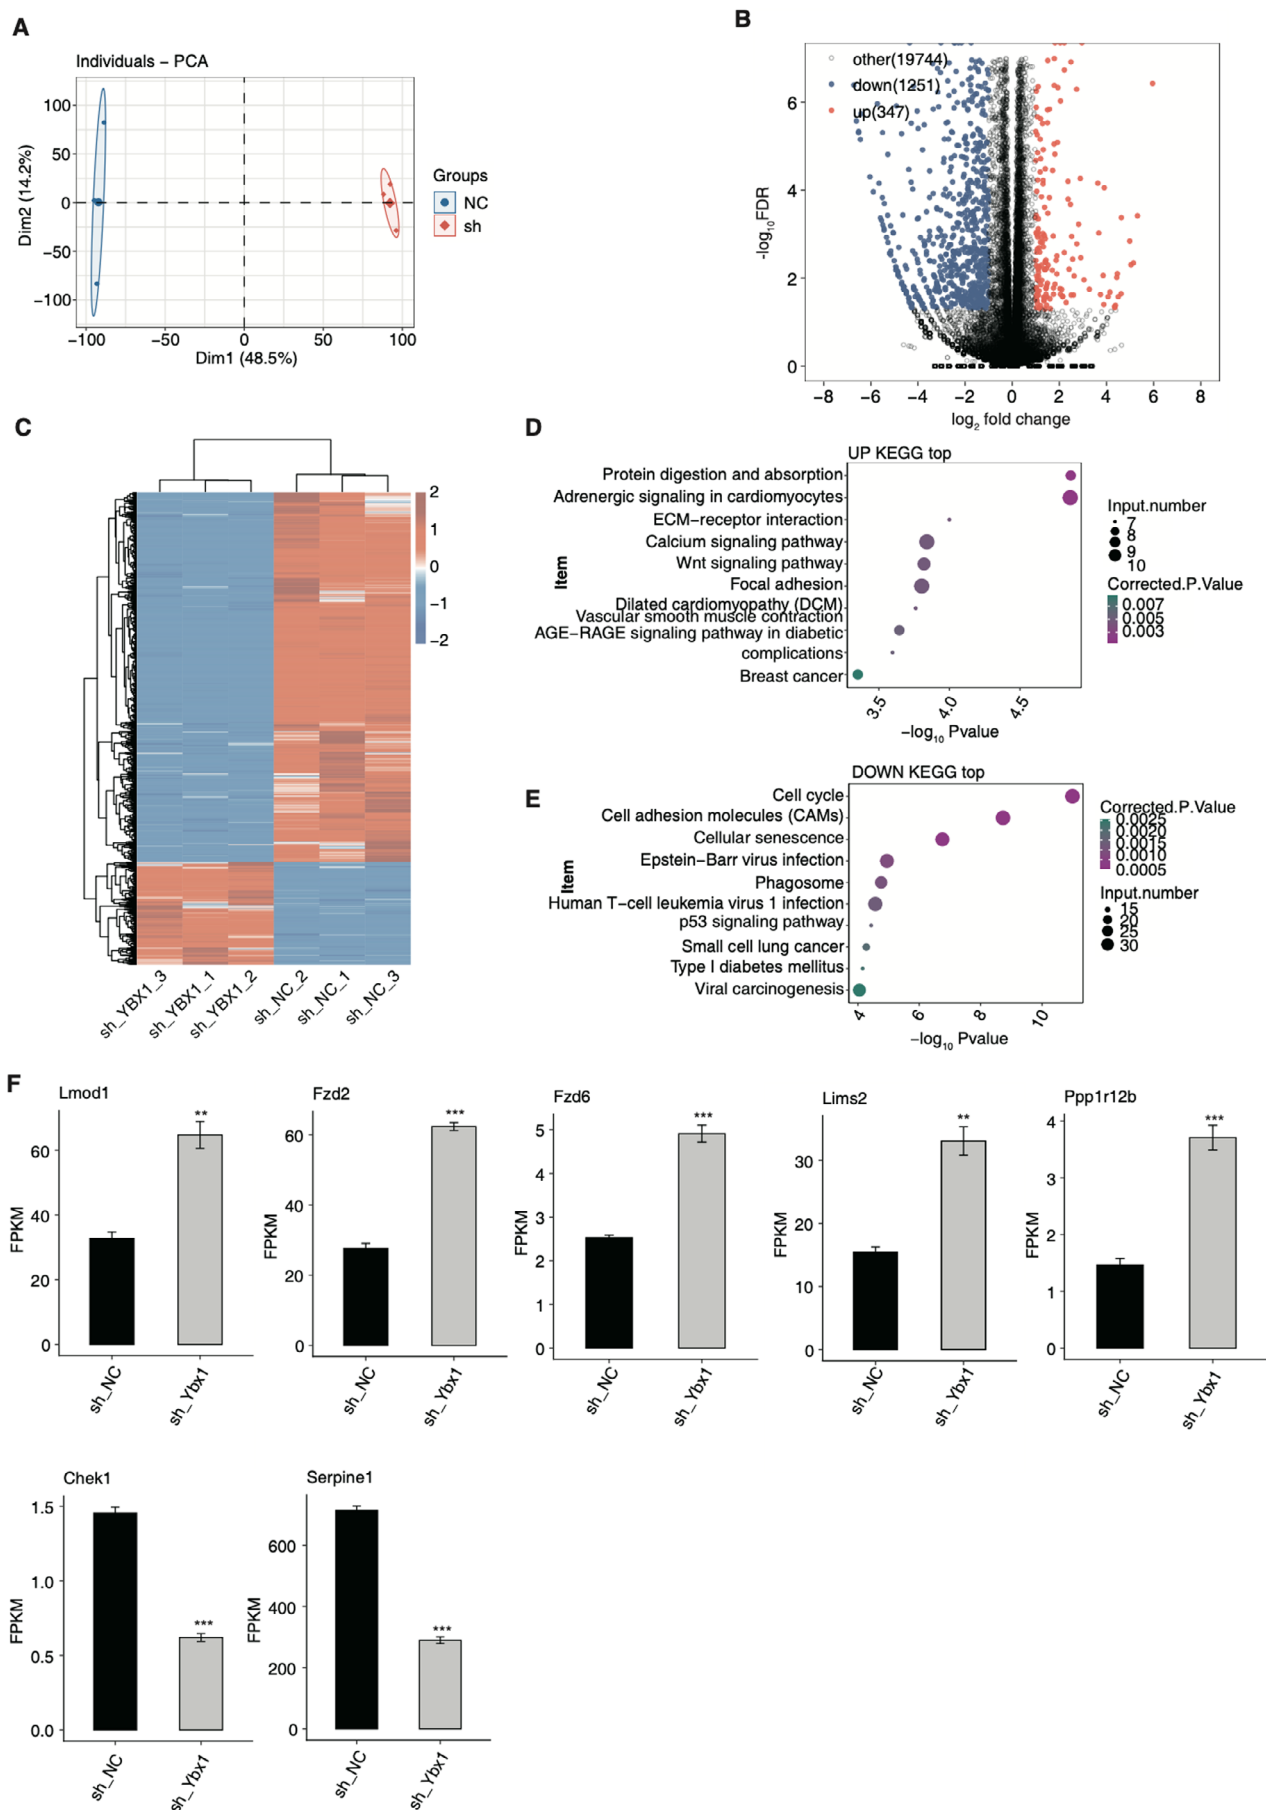 A
Individuals – PCA
Dim2 (14.2%)
100
50
0
−50
−100
−100
−50
0
50
100
Dim1 (48.5%)
Groups
NC
sh
B
other(19744)
down(1251)
up(347)
-log10FDR
6
4
2
0
−8
−6
−4
−2
0
2
4
6
8
log2 fold change
C
2
1
0
−1
−2
sh_YBX1_3
sh_YBX1_1
sh_YBX1_2
sh_NC_2
sh_NC_1
sh_NC_3
D
UP KEGG top
Item
Protein digestion and absorption
Adrenergic signaling in cardiomyocytes
ECM−receptor interaction
Calcium signaling pathway
Wnt signaling pathway
Focal adhesion
Dilated cardiomyopathy (DCM)
Vascular smooth muscle contraction
AGE−RAGE signaling pathway in diabetic
complications
Breast cancer
3.5
4.0
4.5
−log10 Pvalue
Input.number
7
8
9
10
Corrected.P.Value
0.007
0.005
0.003
E
DOWN KEGG top
Item
Cell cycle
Cell adhesion molecules (CAMs)
Cellular senescence
Epstein−Barr virus infection
Phagosome
Human T−cell leukemia virus 1 infection
p53 signaling pathway
Small cell lung cancer
Type I diabetes mellitus
Viral carcinogenesis
4
6
8
10
−log10 Pvalue
Corrected.P.Value
0.0025
0.0020
0.0015
0.0010
0.0005
Input.number
15
20
25
30
F
Lmod1
FPKM
60
40
20
0
**
sh_NC
sh_Ybx1
Fzd2
FPKM
60
40
20
0
***
sh_NC
sh_Ybx1
Fzd6
FPKM
5
4
3
2
1
0
***
sh_NC
sh_Ybx1
Lims2
FPKM
30
20
10
0
**
sh_NC
sh_Ybx1
Ppp1r12b
FPKM
4
3
2
1
0
***
sh_NC
sh_Ybx1
Chek1
FPKM
1.5
1.0
0.5
0.0
***
sh_NC
sh_Ybx1
Serpine1
FPKM
600
400
200
0
***
sh_NC
sh_Ybx1